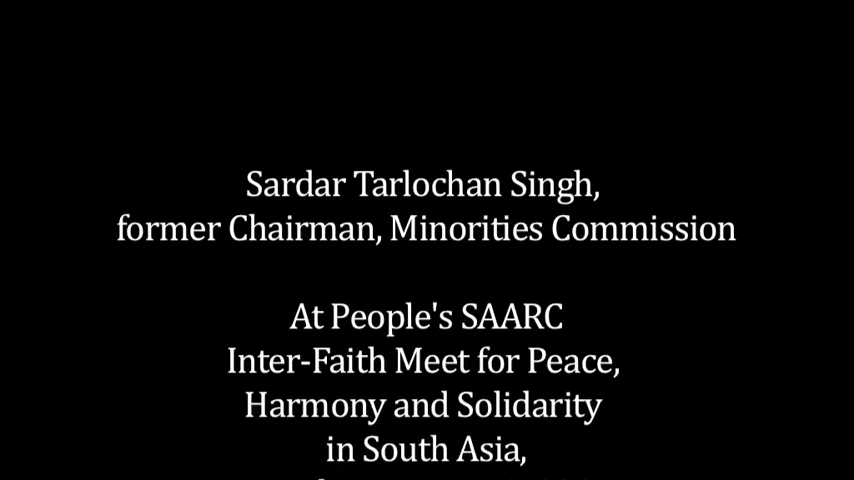 Sardar Tarlochan Singh,
former Chairman, Minorities Commission
At People's SAARC
Inter-Faith Meet for Peace,
Harmony and Solidarity
in South Asia,